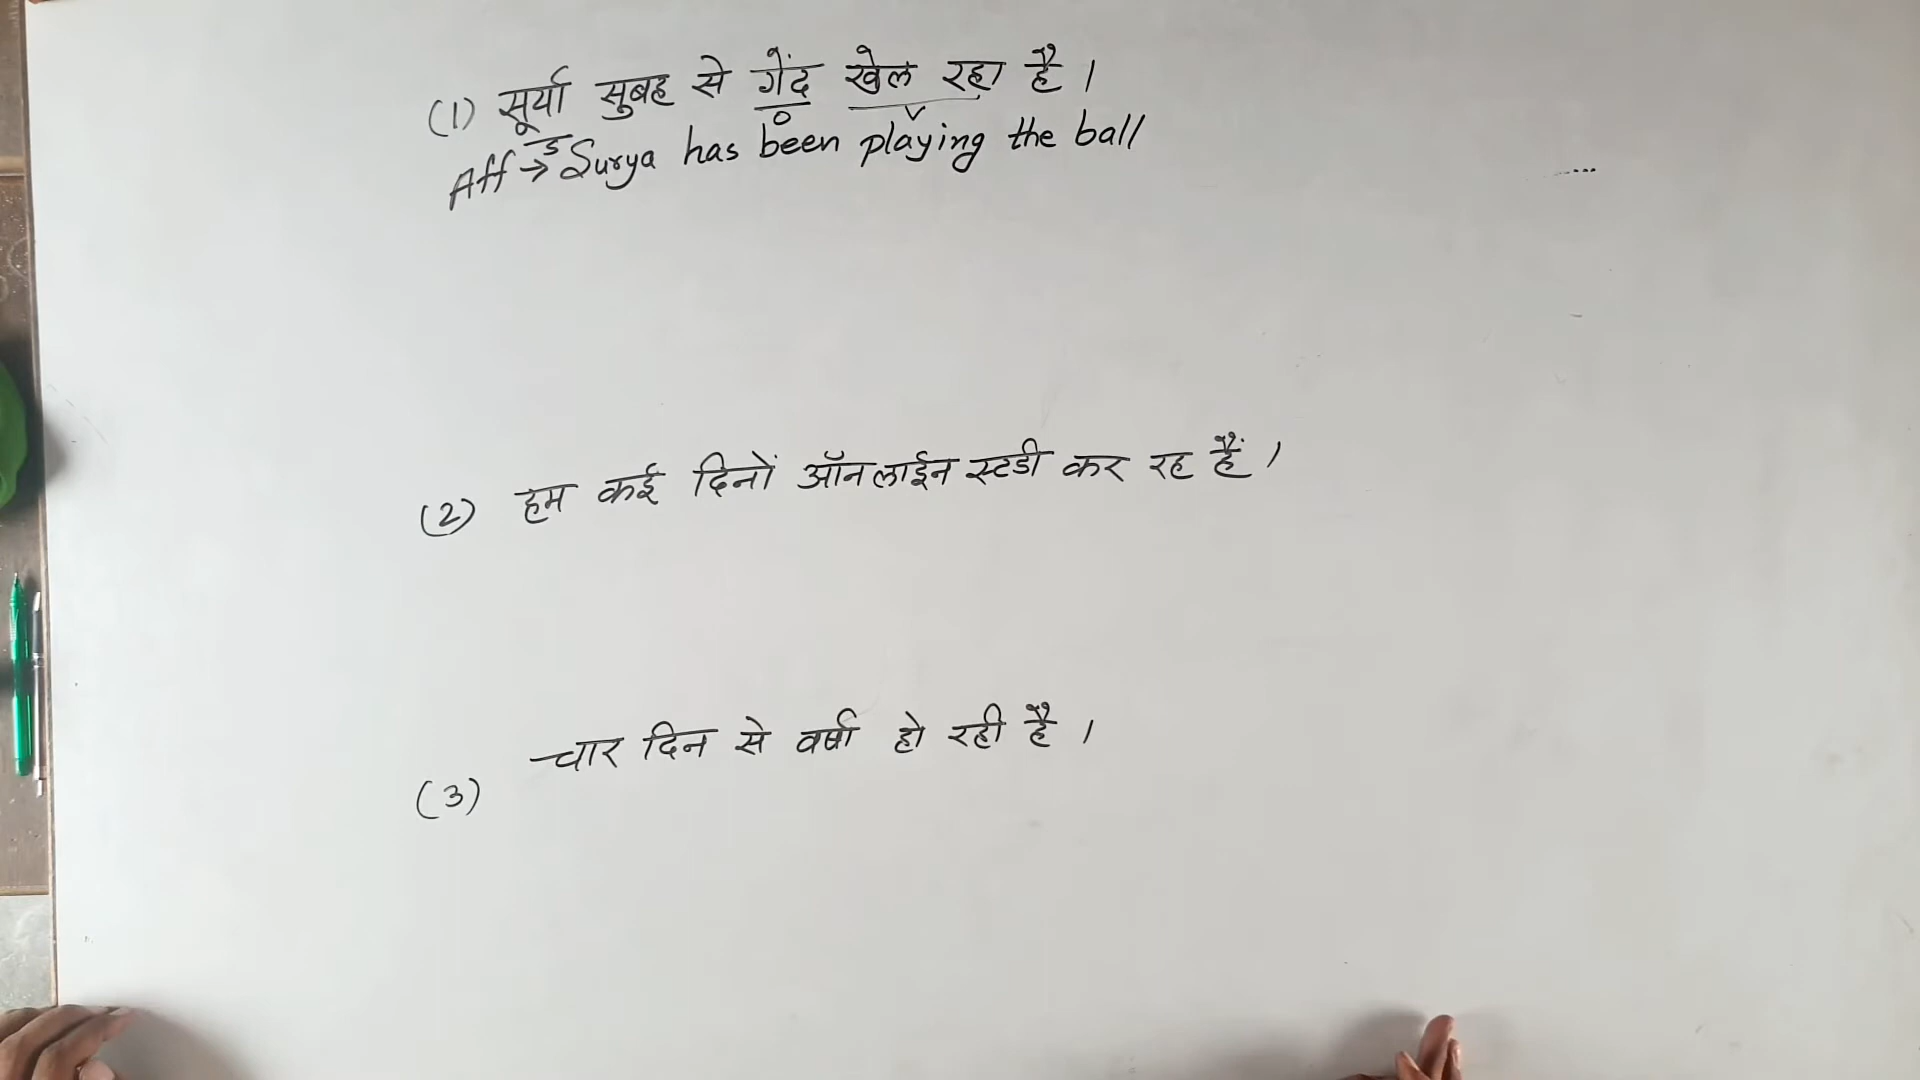 (1) सूर्या सुबह से गेंद खेल रहा है।
S O V
Aff → Surya has been playing the ball
(2) हम कई दिनों ऑनलाईन स्टडी कर रह हैं।
(3) चार दिन से वर्षा हो रही है।